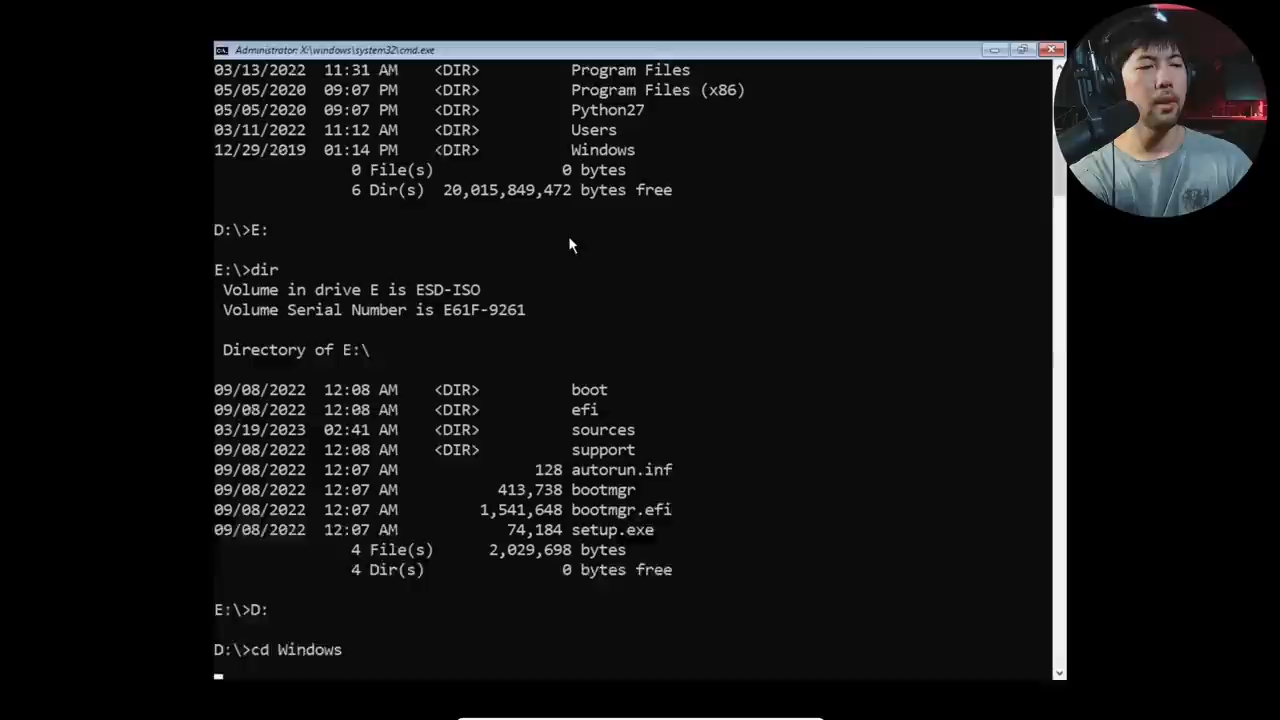 Administrator: X:\windows\system32\cmd.exe
03/13/2022 11:31 AM <DIR> Program Files
05/05/2020 09:07 PM <DIR> Program Files (x86)
05/05/2020 09:07 PM <DIR> Python27
03/11/2022 11:12 AM <DIR> Users
12/29/2019 01:14 PM <DIR> Windows
0 File(s) 0 bytes
6 Dir(s) 20,015,849,472 bytes free
D:\>E:
E:\>dir
Volume in drive E is ESD-ISO
Volume Serial Number is E61F-9261
Directory of E:\
09/08/2022 12:08 AM <DIR> boot
09/08/2022 12:08 AM <DIR> efi
03/19/2023 02:41 AM <DIR> sources
09/08/2022 12:08 AM <DIR> support
09/08/2022 12:07 AM 128 autorun.inf
09/08/2022 12:07 AM 413,738 bootmgr
09/08/2022 12:07 AM 1,541,648 bootmgr.efi
09/08/2022 12:07 AM 74,184 setup.exe
4 File(s) 2,029,698 bytes
4 Dir(s) 0 bytes free
E:\>D:
D:\>cd Windows